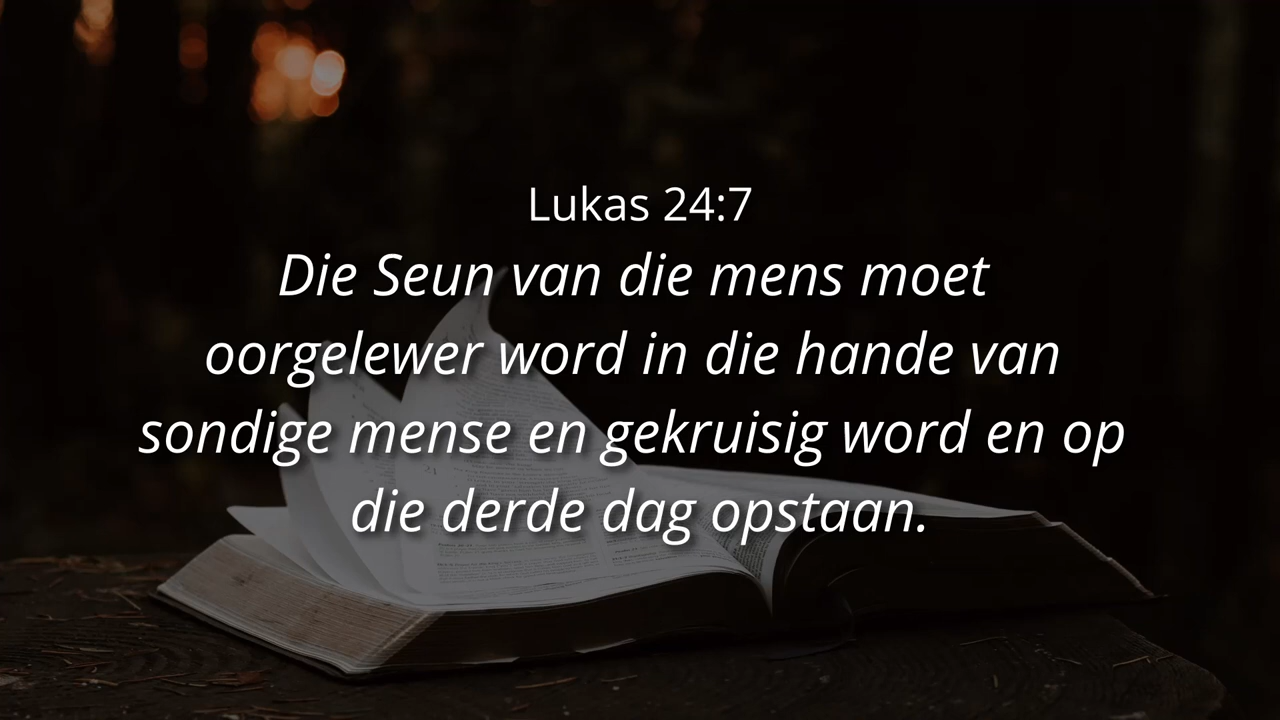 Lukas 24:7
Die Seun van die mens moet
oorgelewer word in die hande van
sondige mense en gekruisig word en op
die derde dag opstaan.